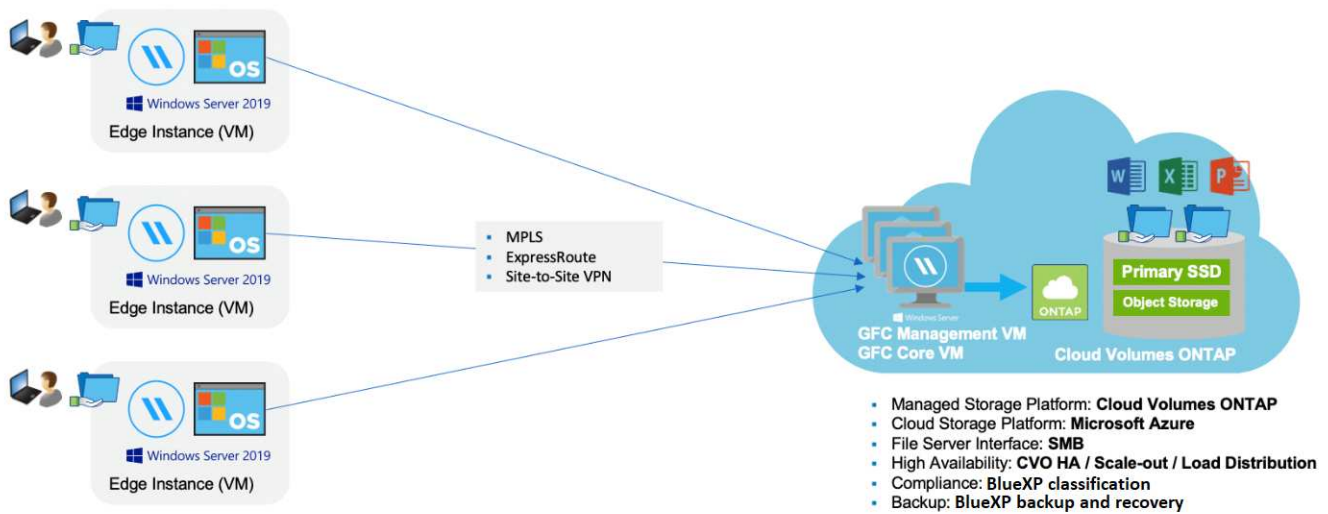 OS
Windows Server 2019
Edge Instance (VM)
OS
Windows Server 2019
Edge Instance (VM)
OS
Windows Server 2019
Edge Instance (VM)
▪ MPLS
▪ ExpressRoute
▪ Site-to-Site VPN
W
X
P
Primary SSD
Object Storage
ONTAP
Windows Server
GFC Management VM
GFC Core VM
Cloud Volumes ONTAP
▪ Managed Storage Platform: Cloud Volumes ONTAP
▪ Cloud Storage Platform: Microsoft Azure
▪ File Server Interface: SMB
▪ High Availability: CVO HA / Scale-out / Load Distribution
▪ Compliance: BlueXP classification
▪ Backup: BlueXP backup and recovery